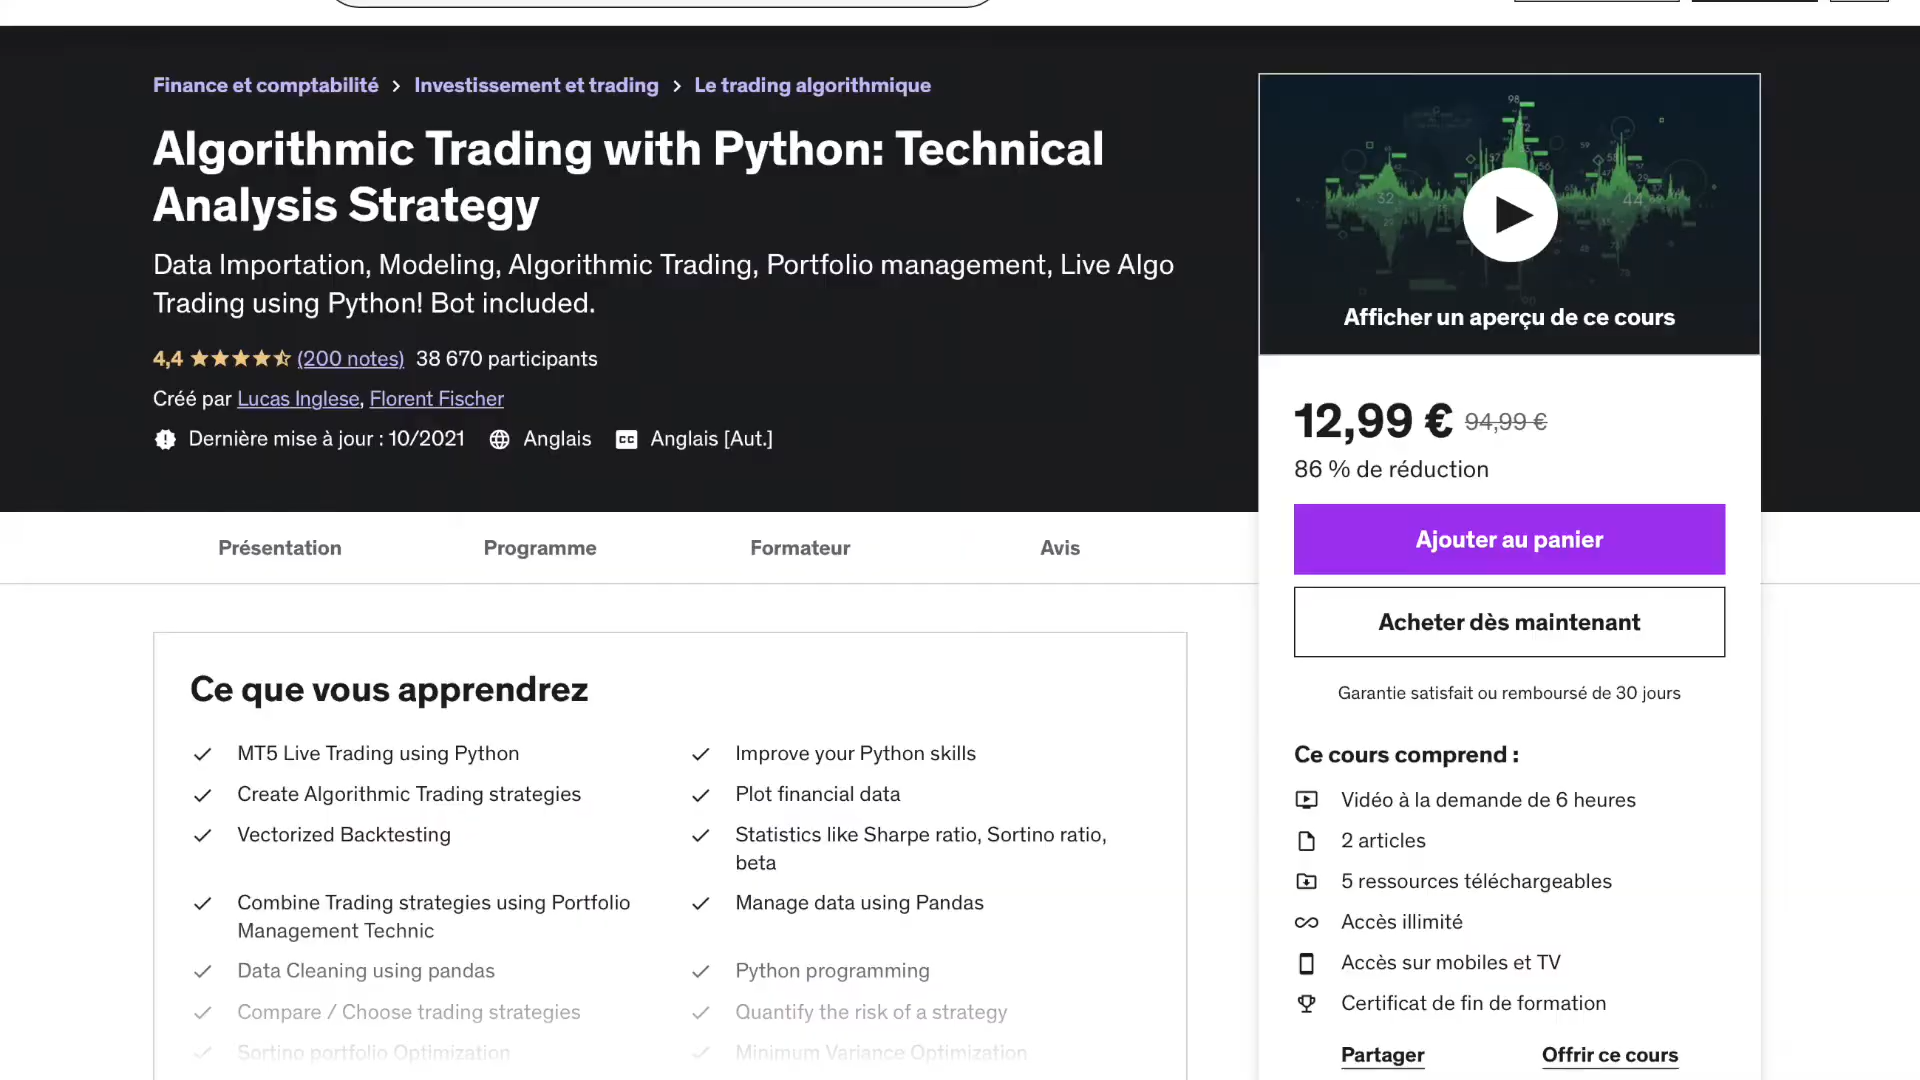 Finance et comptabilité > Investissement et trading > Le trading algorithmique
Algorithmic Trading with Python: Technical
Analysis Strategy
Data Importation, Modeling, Algorithmic Trading, Portfolio management, Live Algo
Trading using Python! Bot included.
4,4 (200 notes) 38 670 participants
Créé par Lucas Inglese, Florent Fischer
Dernière mise à jour : 10/2021 Anglais CC Anglais [Aut.]
Afficher un aperçu de ce cours
12,99 € 94,99 €
86 % de réduction
Ajouter au panier
Acheter dès maintenant
Garantie satisfait ou remboursé de 30 jours
Ce cours comprend :
Vidéo à la demande de 6 heures
2 articles
5 ressources téléchargeables
Accès illimité
Accès sur mobiles et TV
Certificat de fin de formation
Partager Offrir ce cours
Présentation Programme Formateur Avis
Ce que vous apprendrez
MT5 Live Trading using Python
Create Algorithmic Trading strategies
Vectorized Backtesting
Combine Trading strategies using Portfolio
Management Technic
Data Cleaning using pandas
Compare / Choose trading strategies
Sortino portfolio Optimization
Improve your Python skills
Plot financial data
Statistics like Sharpe ratio, Sortino ratio,
beta
Manage data using Pandas
Python programming
Quantify the risk of a strategy
Minimum Variance Optimization